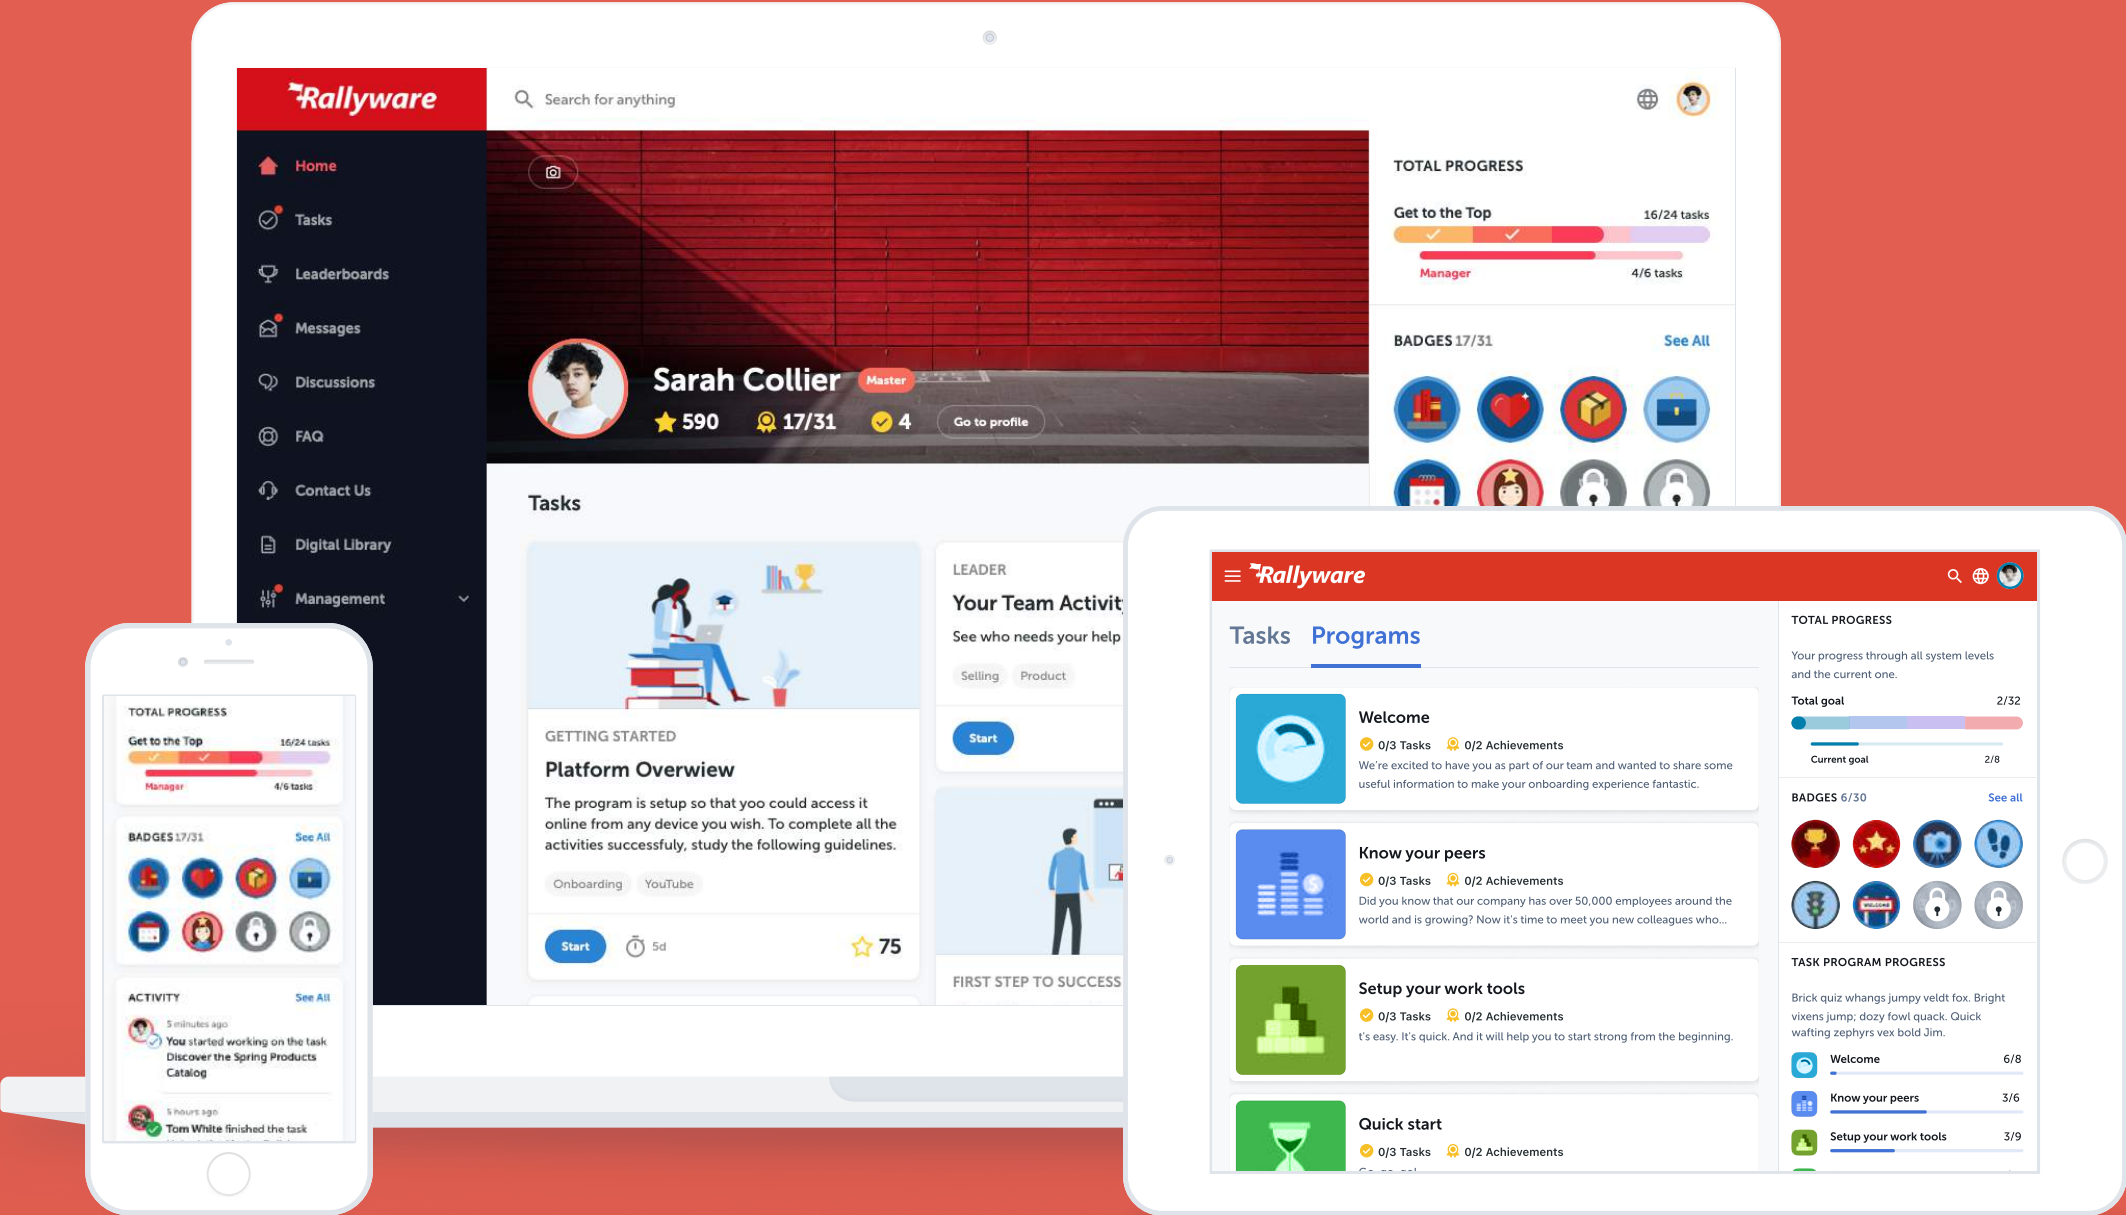 Rallyware
Search for anything
Home
Tasks
Leaderboards
Messages
Discussions
FAQ
Contact Us
Digital Library
Management
Sarah Collier Master
590 17/31 4 Go to profile
TOTAL PROGRESS
Get to the Top 16/24 tasks
Manager 4/6 tasks
BADGES 17/31 See All
Tasks
GETTING STARTED
Platform Overwiew
The program is setup so that yoo could access it
online from any device you wish. To complete all the
activities successfuly, study the following guidelines.
Onboarding YouTube
Start 5d 75
LEADER
Your Team Activit
See who needs your help
Selling Product
Start
FIRST STEP TO SUCCESS
TOTAL PROGRESS
Get to the Top 16/24 tasks
Manager 4/6 tasks
BADGES 17/31 See All
ACTIVITY See All
5 minutes ago
You started working on the task
Discover the Spring Products
Catalog
5 hours ago
Tom White finished the task
Rallyware
Tasks Programs
Welcome
0/3 Tasks 0/2 Achievements
We're excited to have you as part of our team and wanted to share some
useful information to make your onboarding experience fantastic.
Know your peers
0/3 Tasks 0/2 Achievements
Did you know that our company has over 50,000 employees around the
world and is growing? Now it's time to meet you new colleagues who...
Setup your work tools
0/3 Tasks 0/2 Achievements
t's easy. It's quick. And it will help you to start strong from the beginning.
Quick start
0/3 Tasks 0/2 Achievements
TOTAL PROGRESS
Your progress through all system levels
and the current one.
Total goal 2/32
Current goal 2/8
BADGES 6/30 See all
WELCOME
TASK PROGRAM PROGRESS
Brick quiz whangs jumpy veldt fox. Bright
vixens jump; dozy fowl quack. Quick
wafting zephyrs vex bold Jim.
Welcome 6/8
Know your peers 3/6
Setup your work tools 3/9